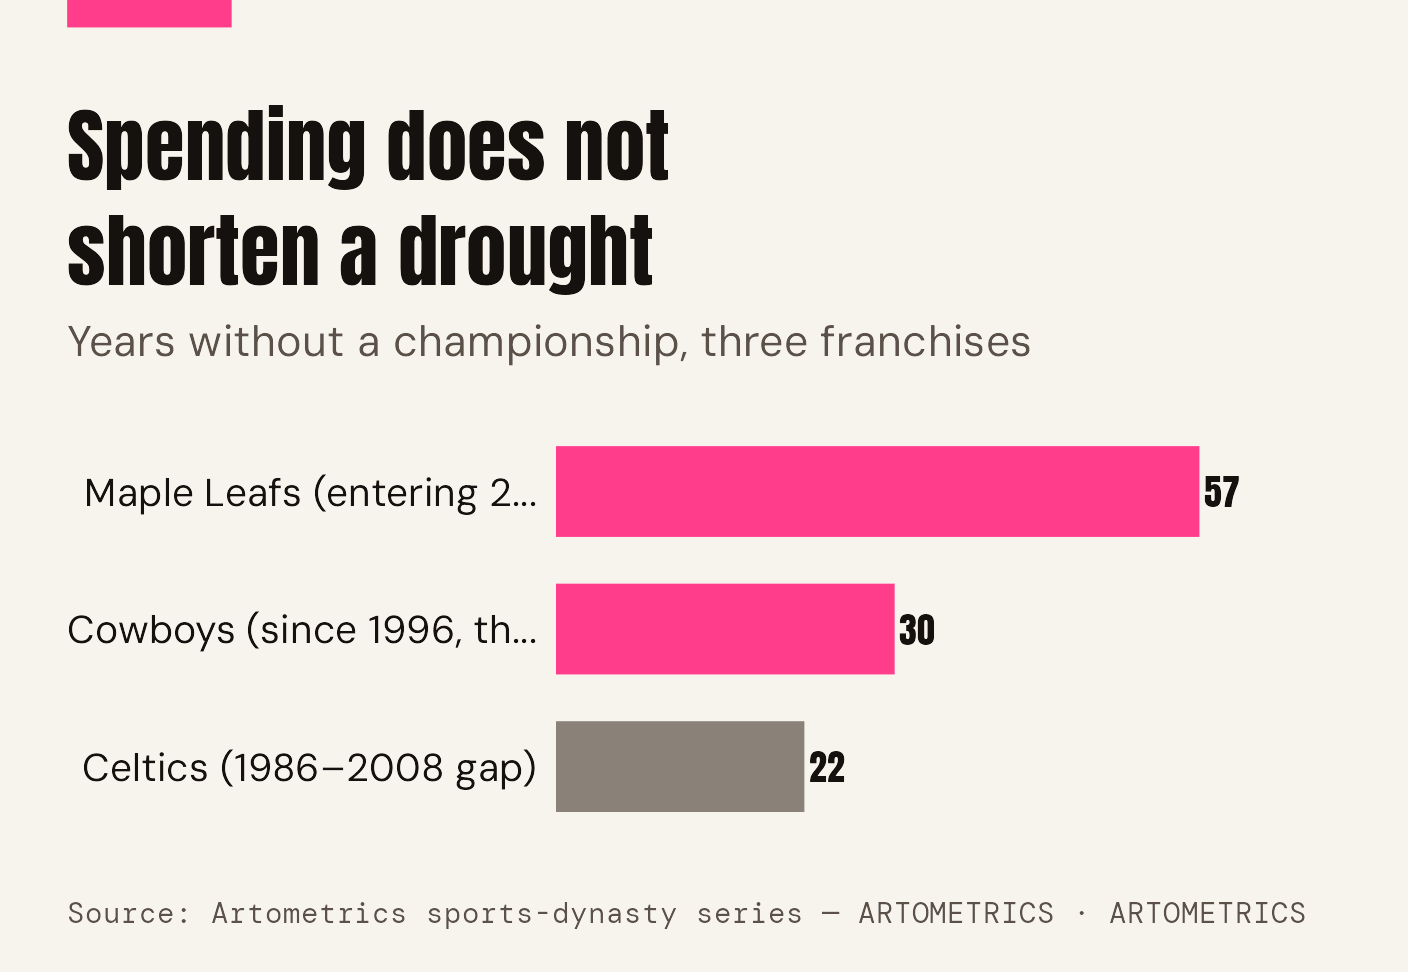 Spending does not
shorten a drought
Years without a championship, three franchises
Maple Leafs (entering 2...
57
Cowboys (since 1996, th...
30
Celtics (1986–2008 gap)
22
Source: Artometrics sports-dynasty series — ARTOMETRICS · ARTOMETRICS